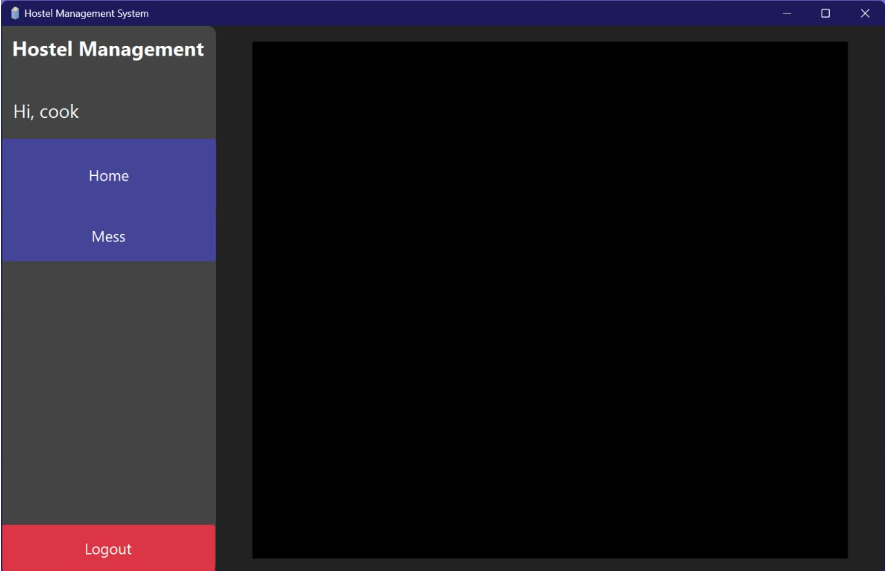 Hostel Management System
Hostel Management
Hi, cook
Home
Mess
Logout